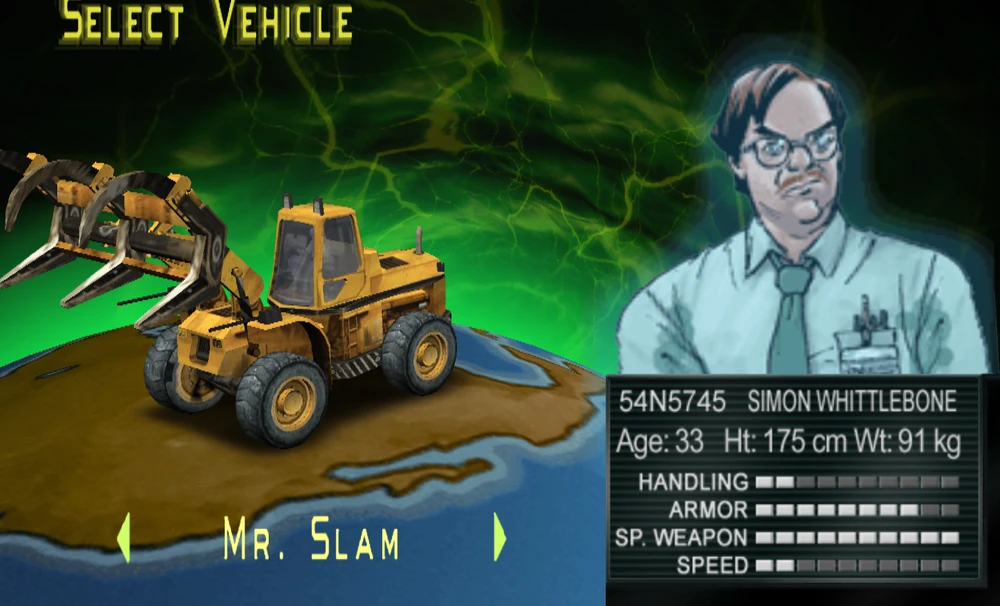 SELECT VEHICLE
54N5745 SIMON WHITTLEBONE
Age: 33 Ht: 175 cm Wt: 91 kg
HANDLING
ARMOR
SP. WEAPON
SPEED
MR. SLAM